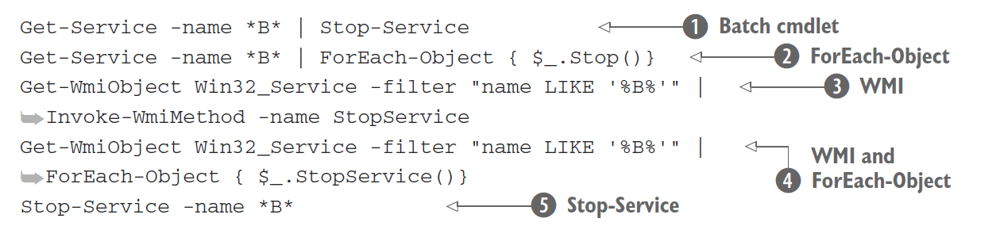 Get-Service -name *B* | Stop-Service 1 Batch cmdlet
Get-Service -name *B* | ForEach-Object { $_.Stop()} 2 ForEach-Object
Get-WmiObject Win32_Service -filter "name LIKE '%B%'" | 3 WMI
➥Invoke-WmiMethod -name StopService
Get-WmiObject Win32_Service -filter "name LIKE '%B%'" |
➥ForEach-Object { $_.StopService()}
WMI and
4 ForEach-Object
Stop-Service -name *B* 5 Stop-Service